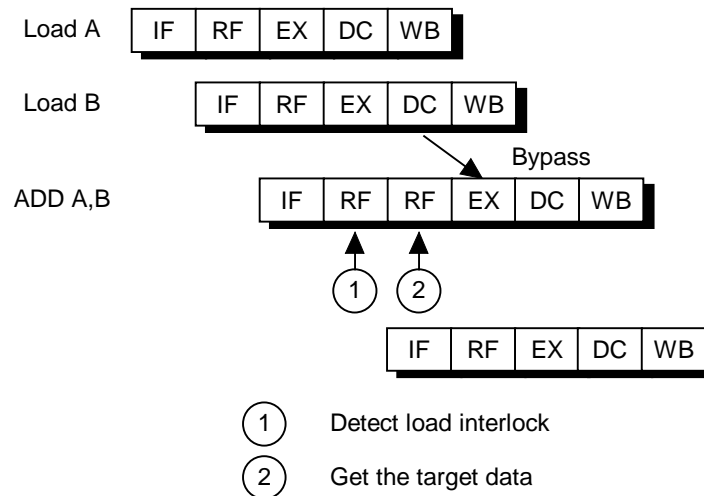 Load A IF RF EX DC WB
Load B IF RF EX DC WB
Bypass
ADD A,B IF RF RF EX DC WB
1 2
IF RF EX DC WB
1 Detect load interlock
2 Get the target data